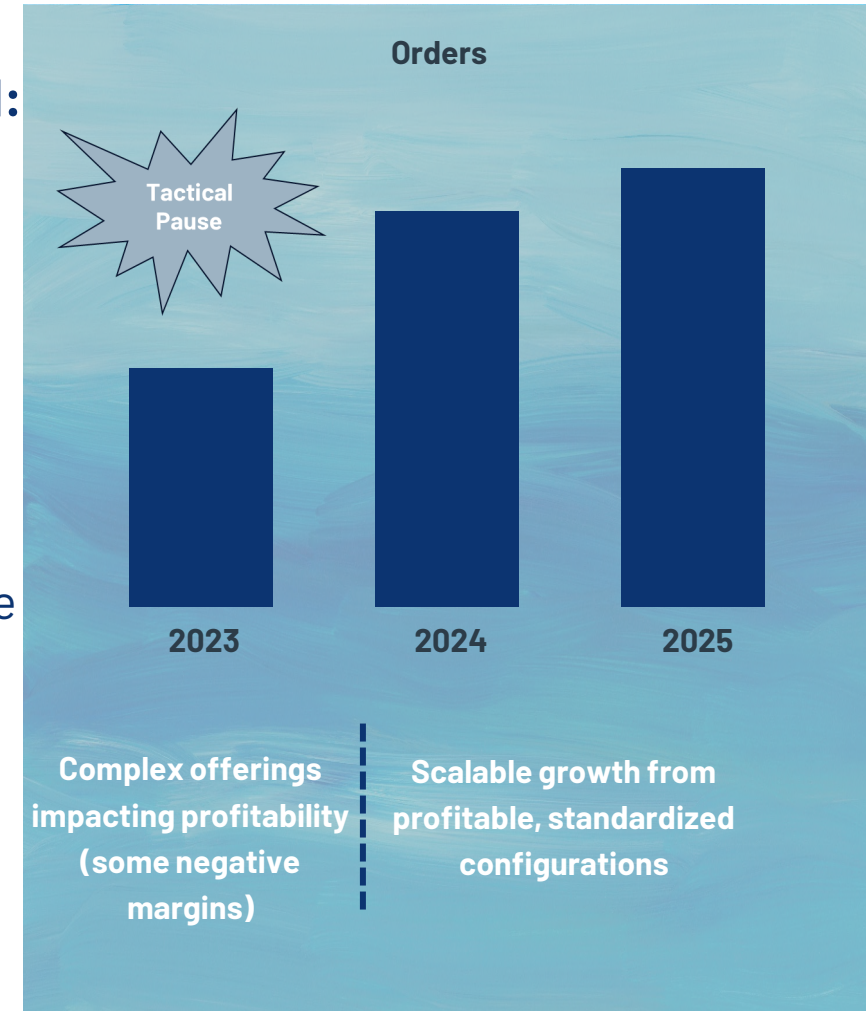 Orders
:
Tactical
Pause
e
2023
2024
2025
Complex offerings
impacting profitability
(some negative
margins)
Scalable growth from
profitable, standardized
configurations